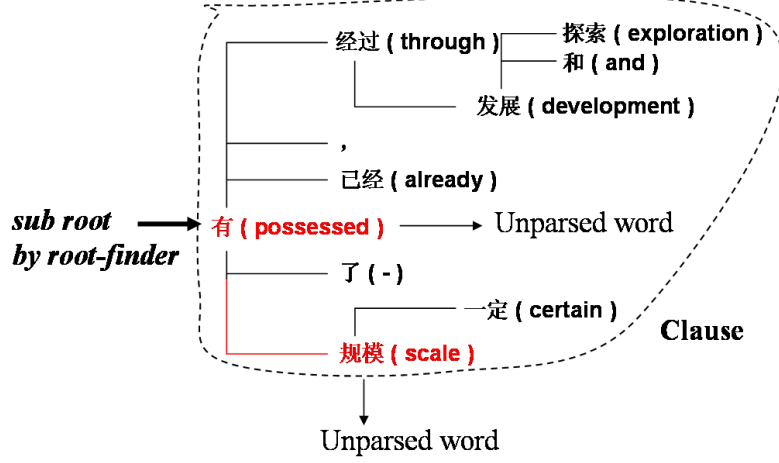 探索 ( exploration )
经过 ( through )
和 ( and )
发展 ( development )
，
已经 ( already )
sub root
by root-finder
有 ( possessed )
Unparsed word
了 ( - )
一定 ( certain )
Clause
规模 ( scale )
Unparsed word